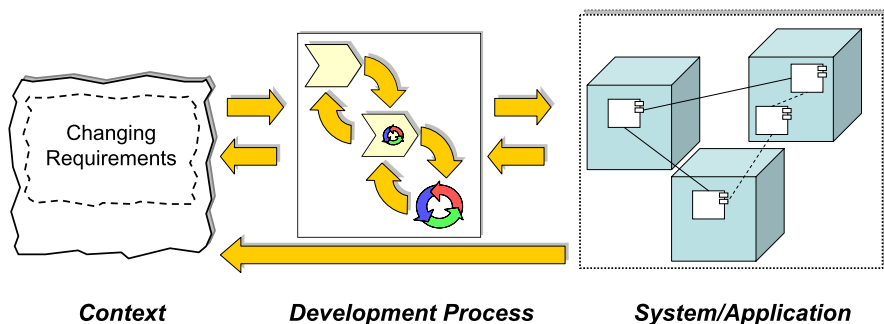 Changing
Requirements
Context
Development Process
System/Application